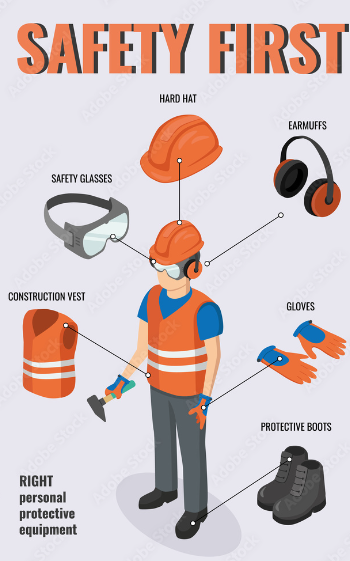 SAFETY FIRST
HARD HAT
EARMUFFS
SAFETY GLASSES
CONSTRUCTION VEST
GLOVES
PROTECTIVE BOOTS
RIGHT
personal
protective
equipment